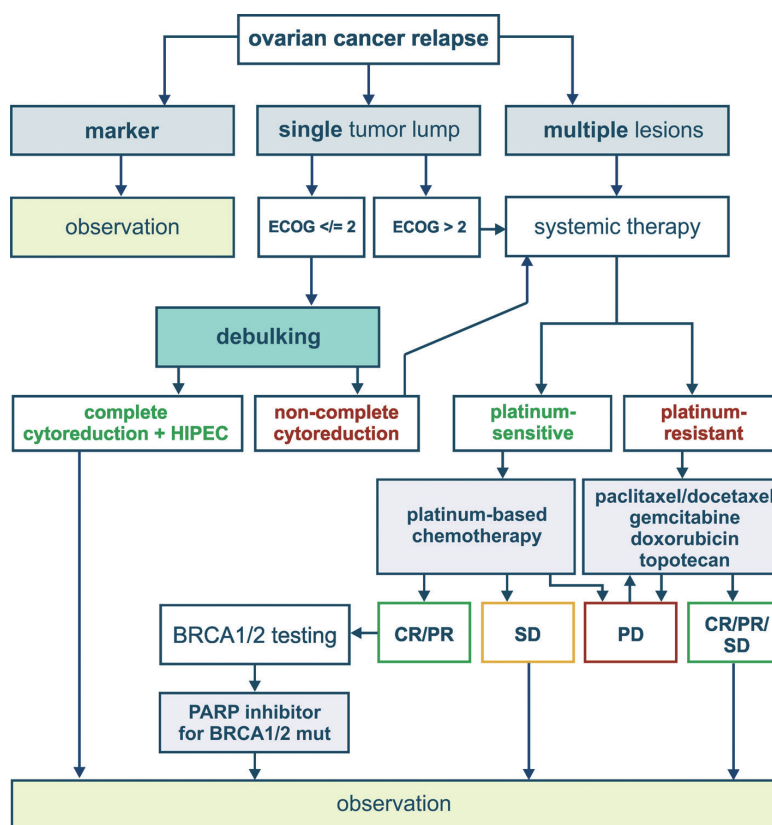 ovarian cancer relapse
marker
single tumor lump
multiple lesions
observation
ECOG </= 2
ECOG > 2
systemic therapy
debulking
complete
cytoreduction + HIPEC
non-complete
cytoreduction
platinum-
sensitive
platinum-
resistant
platinum-based
chemotherapy
paclitaxel/docetaxel
gemcitabine
doxorubicin
topotecan
BRCA1/2 testing
CR/PR
SD
PD
CR/PR/
SD
PARP inhibitor
for BRCA1/2 mut
observation